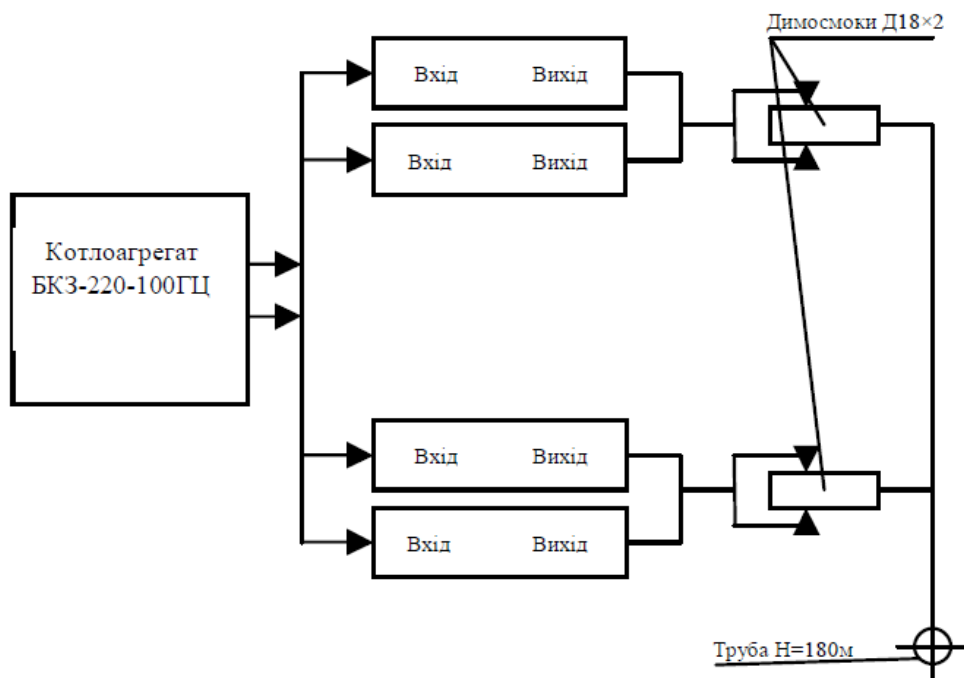 Димосмоки Д18×2
Вхід Вихід
Вхід Вихід
Котлоагрегат
БКЗ-220-100ГЦ
Вхід Вихід
Вхід Вихід
Труба Н=180м